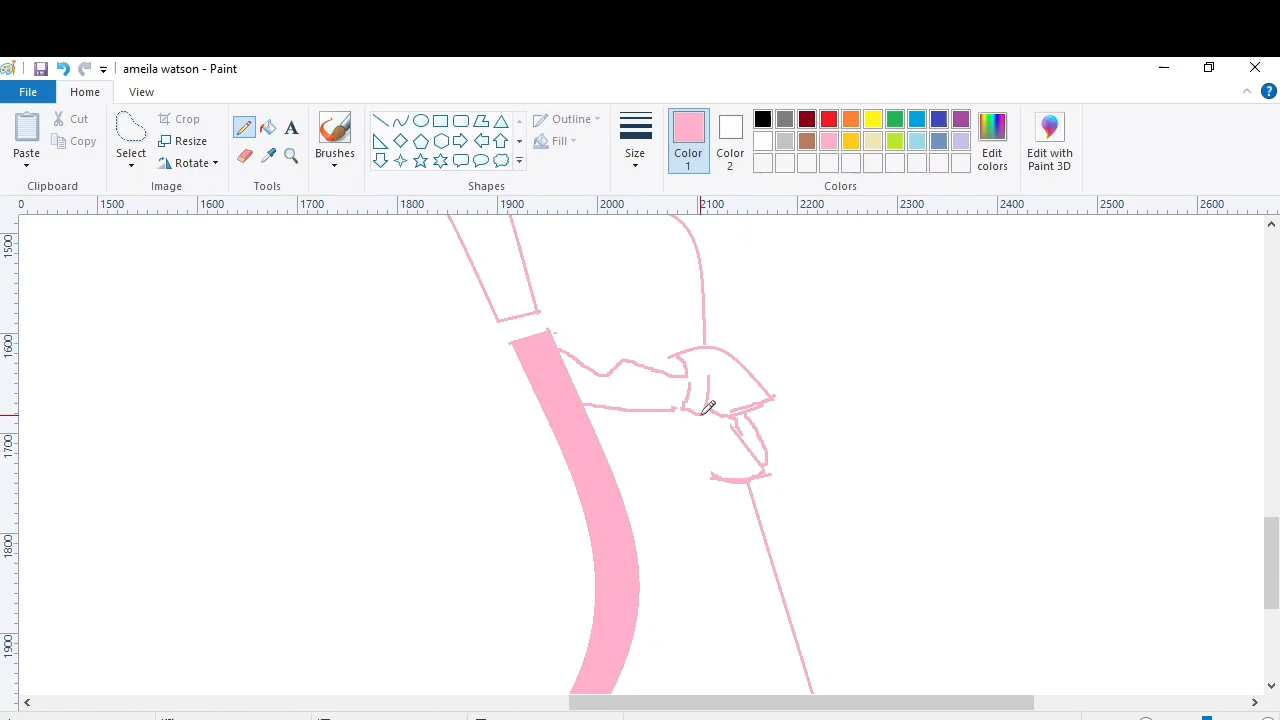 ameila watson - Paint
File Home View
Paste Cut Copy
Clipboard
Select Crop Resize Rotate
Image
A
Tools
Brushes
Shapes
Outline
Fill
Size
Color 1
Color 2
Edit colors
Colors
Edit with Paint 3D
0 1500 1600 1700 1800 1900 2000 2100 2200 2300 2400 2500 2600
1500
1600
1700
1800
1900